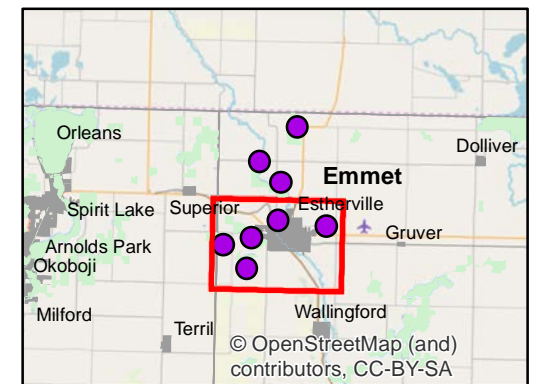 Orleans
Dolliver
Emmet
Spirit Lake
Superior
Estherville
Gruver
Arnolds Park
Okoboji
Milford
Wallingford
Terril
© OpenStreetMap (and)
contributors, CC-BY-SA